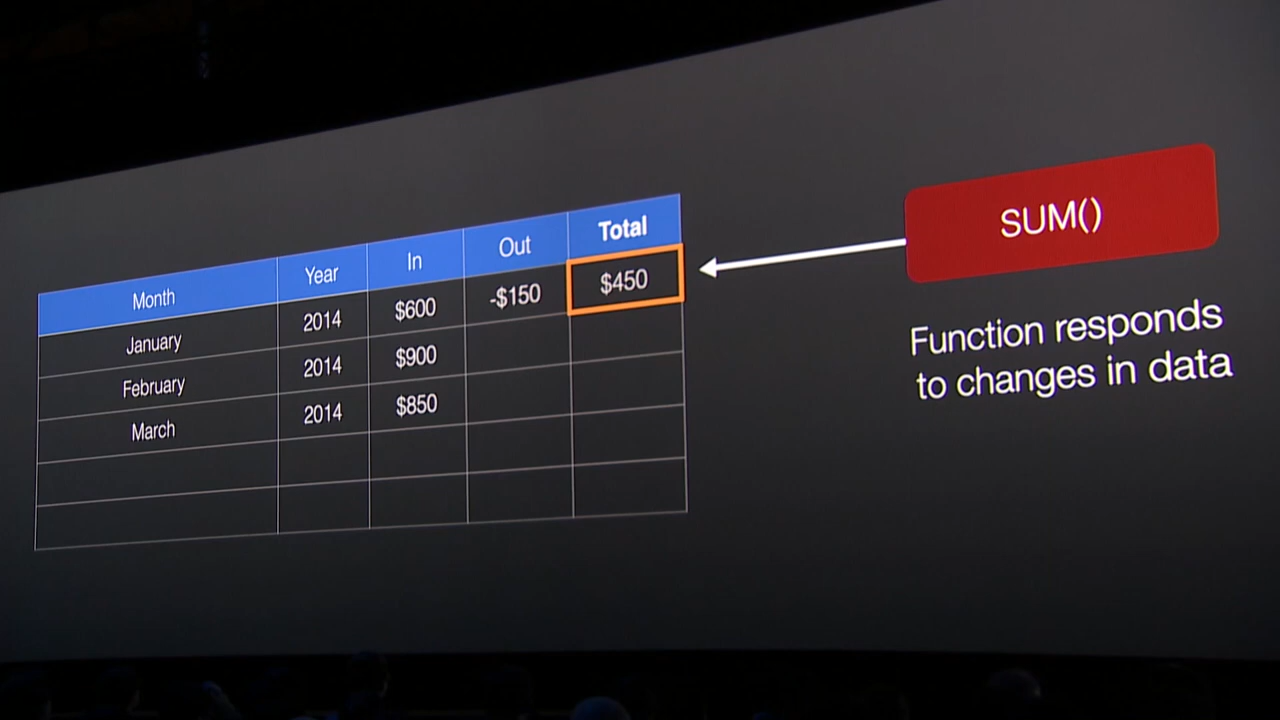 Month Year In Out Total
January 2014 $600 -$150 $450
February 2014 $900
March 2014 $850
SUM()
Function responds
to changes in data